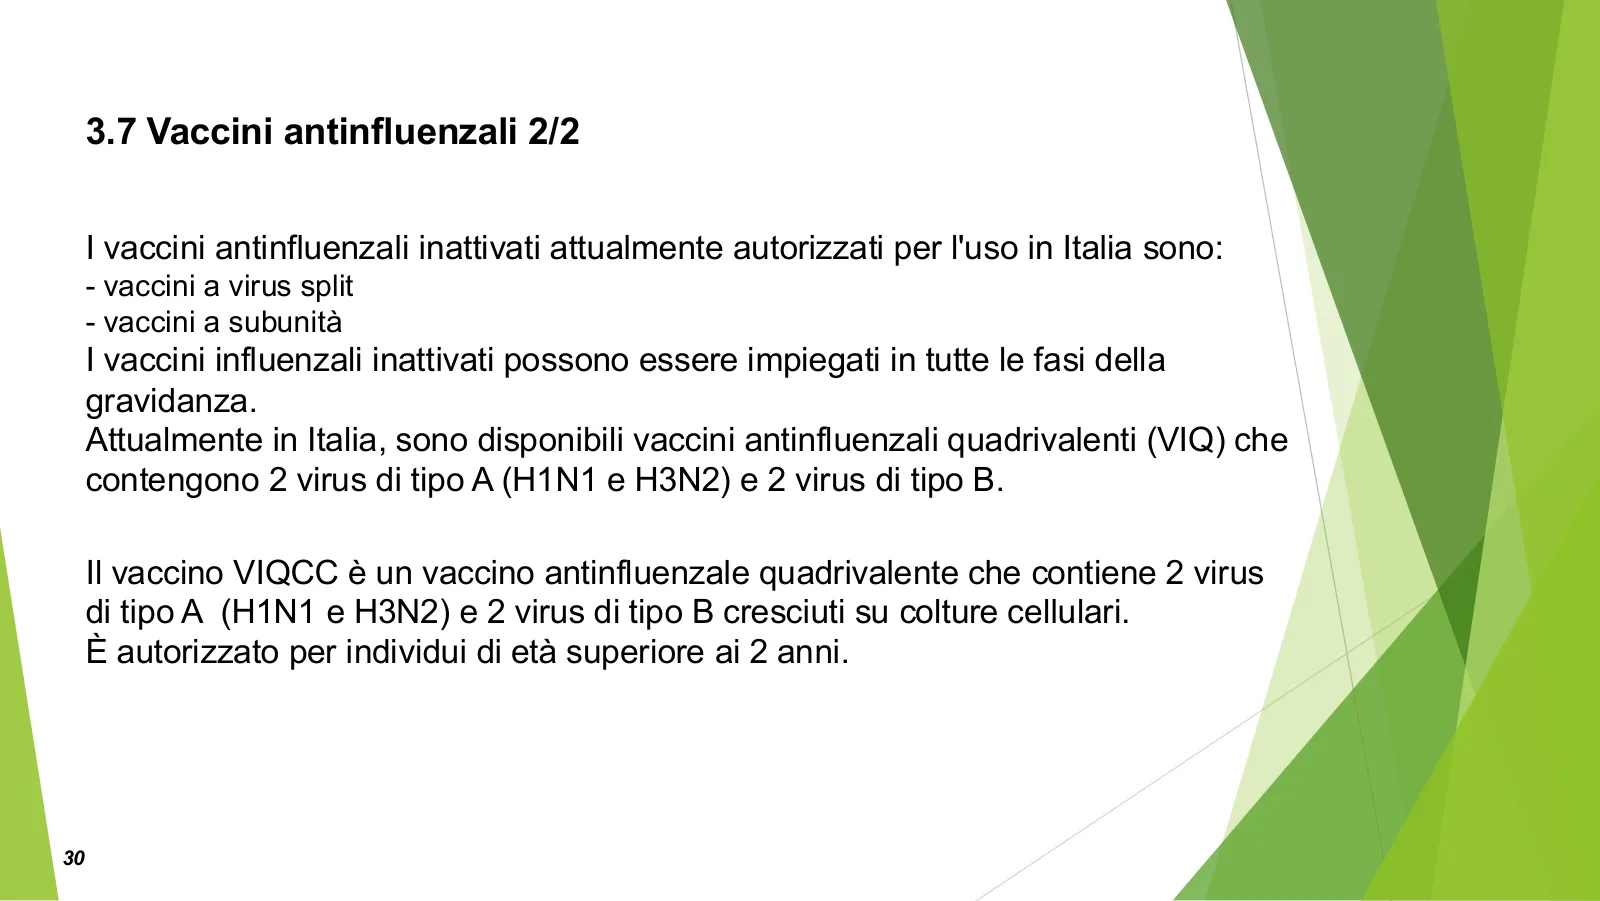 3.7 Vaccini antinfluenzali 2/2
I vaccini antinfluenzali inattivati attualmente autorizzati per l'uso in Italia sono:
- vaccini a virus split
- vaccini a subunità
I vaccini influenzali inattivati possono essere impiegati in tutte le fasi della
gravidanza.
Attualmente in Italia, sono disponibili vaccini antinfluenzali quadrivalenti (VIQ) che
contengono 2 virus di tipo A (H1N1 e H3N2) e 2 virus di tipo B.
Il vaccino VIQCC è un vaccino antinfluenzale quadrivalente che contiene 2 virus
di tipo A  (H1N1 e H3N2) e 2 virus di tipo B cresciuti su colture cellulari.
È autorizzato per individui di età superiore ai 2 anni.
30